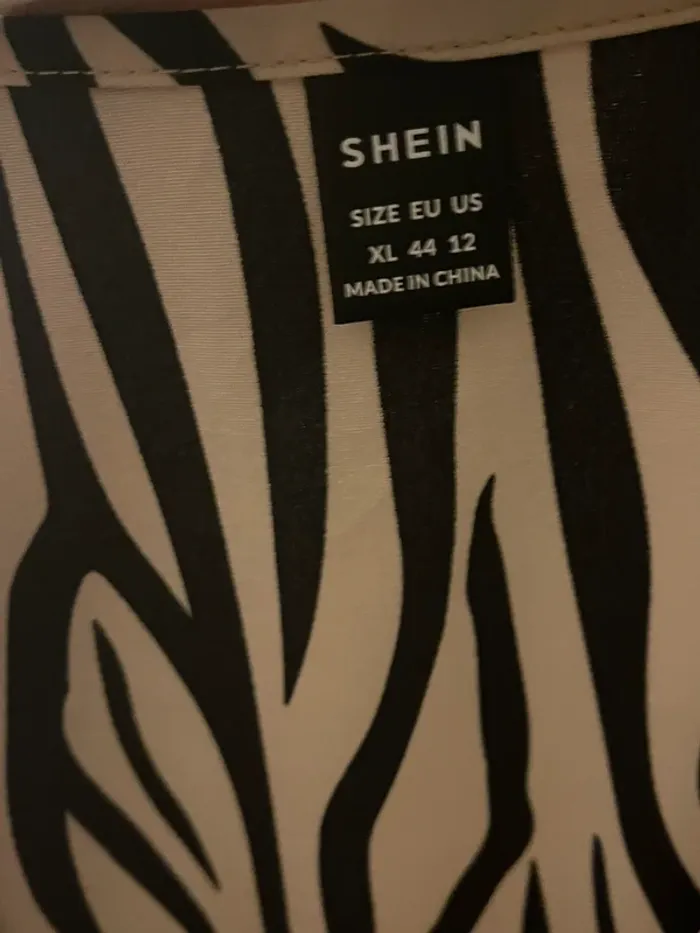 SHEIN
SIZE EU US
XL 44 12
MADE IN CHINA